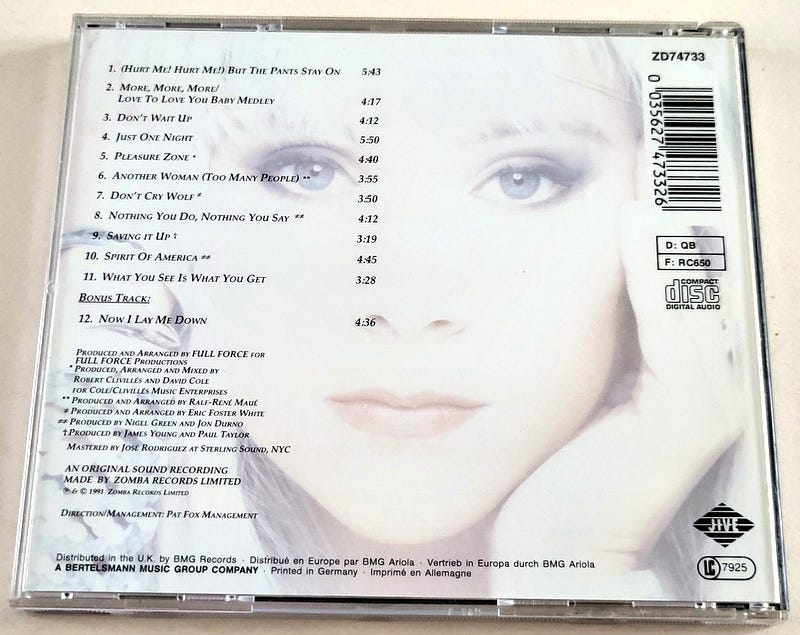 1. (Hurt Me! Hurt Me!) But The Pants Stay On 5:43
2. More, More, More/
Love To Love You Baby Medley 4:17
3. Don't Wait Up 4:12
4. Just One Night 5:50
5. Pleasure Zone * 4:40
6. Another Woman (Too Many People) ** 3:55
7. Don't Cry Wolf ≠ 3:50
8. Nothing You Do, Nothing You Say ≠≠ 4:12
9. Saving it Up † 3:19
10. Spirit Of America ≠≠ 4:45
11. What You See Is What You Get 3:28
Bonus Track:
12. Now I Lay Me Down 4:36
Produced and Arranged by FULL FORCE for
FULL FORCE Productions
* Produced, Arranged and Mixed by
Robert Clivillés and David Cole
for Cole/Clivillés Music Enterprises
** Produced and Arranged by Ralf-René Maué
≠ Produced and Arranged by Eric Foster White
≠≠ Produced by Nigel Green and Jon Durno
† Produced by James Young and Paul Taylor
Mastered by José Rodriguez at Sterling Sound, NYC
AN ORIGINAL SOUND RECORDING
MADE BY ZOMBA RECORDS LIMITED
℗ & © 1991 Zomba Records Limited
Direction/Management: Pat Fox Management
Distributed in the U.K. by BMG Records · Distribué en Europe par BMG Ariola · Vertrieb in Europa durch BMG Ariola
A BERTELSMANN MUSIC GROUP COMPANY · Printed in Germany · Imprimé en Allemagne
ZD74733
0 035627 473326
D: QB
F: RC650
COMPACT
disc
DIGITAL AUDIO
JIVE
LC 7925